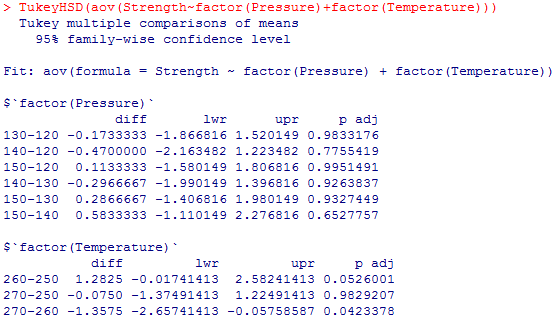 > TukeyHSD(aov(Strength~factor(Pressure)+factor(Temperature)))
  Tukey multiple comparisons of means
    95% family-wise confidence level

Fit: aov(formula = Strength ~ factor(Pressure) + factor(Temperature))

$`factor(Pressure)`
              diff       lwr      upr     p adj
130-120 -0.1733333 -1.866816 1.520149 0.9833176
140-120 -0.4700000 -2.163482 1.223482 0.7755419
150-120  0.1133333 -1.580149 1.806816 0.9951491
140-130 -0.2966667 -1.990149 1.396816 0.9263837
150-130  0.2866667 -1.406816 1.980149 0.9327449
150-140  0.5833333 -1.110149 2.276816 0.6527757

$`factor(Temperature)`
           diff         lwr         upr     p adj
260-250  1.2825 -0.01741413  2.58241413 0.0526001
270-250 -0.0750 -1.37491413  1.22491413 0.9829207
270-260 -1.3575 -2.65741413 -0.05758587 0.0423378